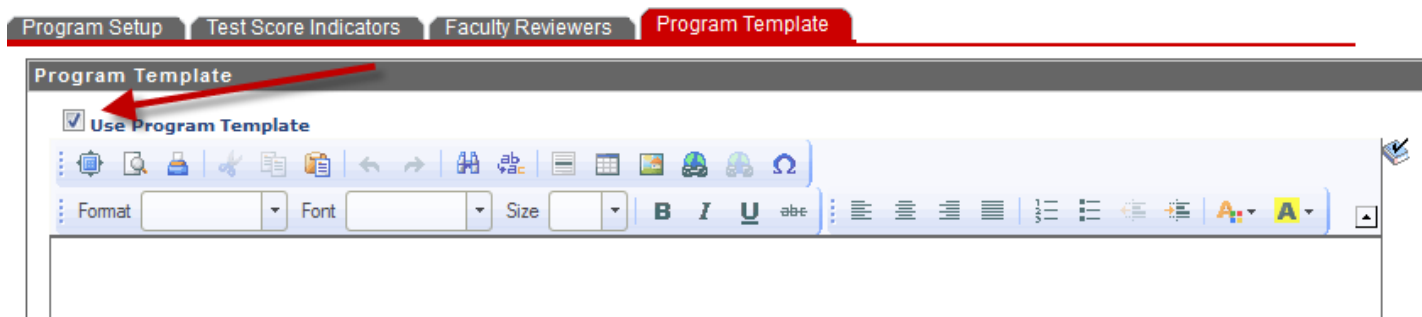 Program Setup Test Score Indicators Faculty Reviewers Program Template
Program Template
Use Program Template
Format Font Size B I U abc A A